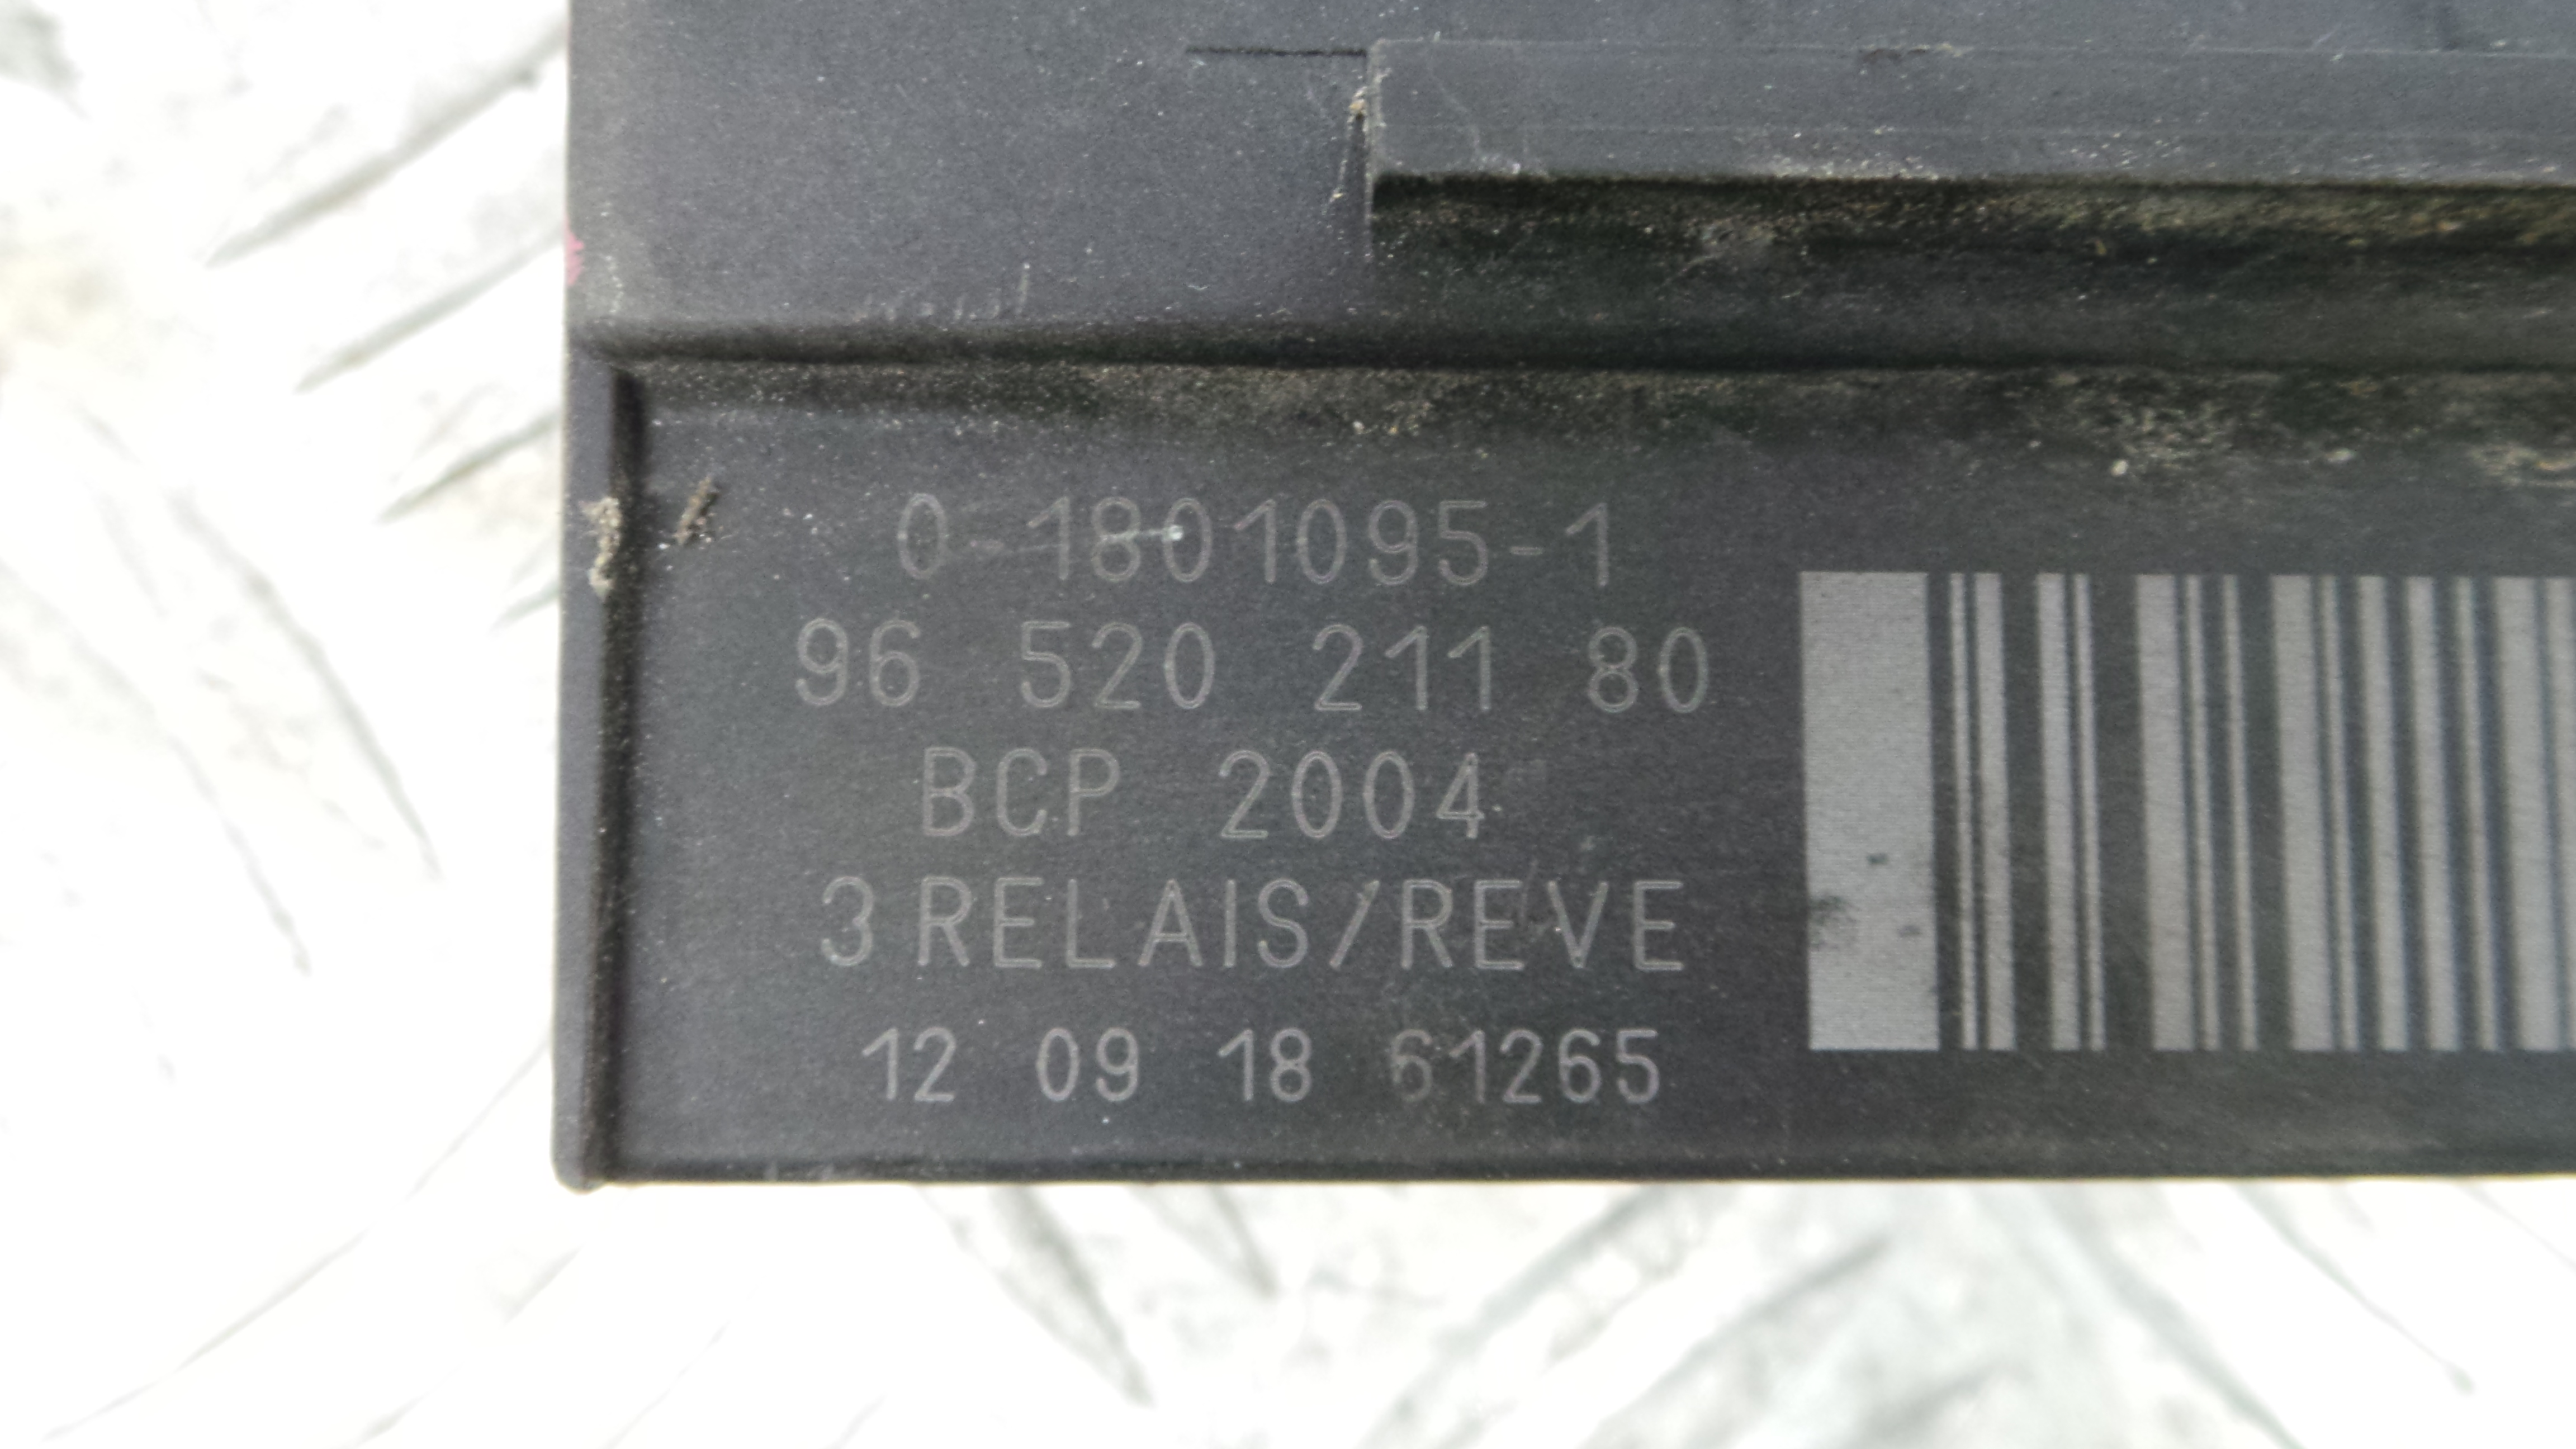 0-1801095-1
96 520 211 80
BCP 2004
3 RELAIS/REVE
12 09 18 61265